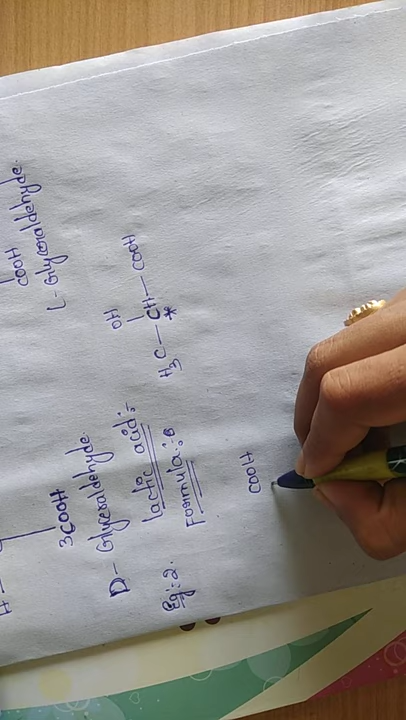 H —
COOH
L - Glyceraldehyde.
3COOH
D - Glyceraldehyde.
Eg:2. Lactic acid:-
Formula:-
OH
H3C — CH — COOH
*
COOH